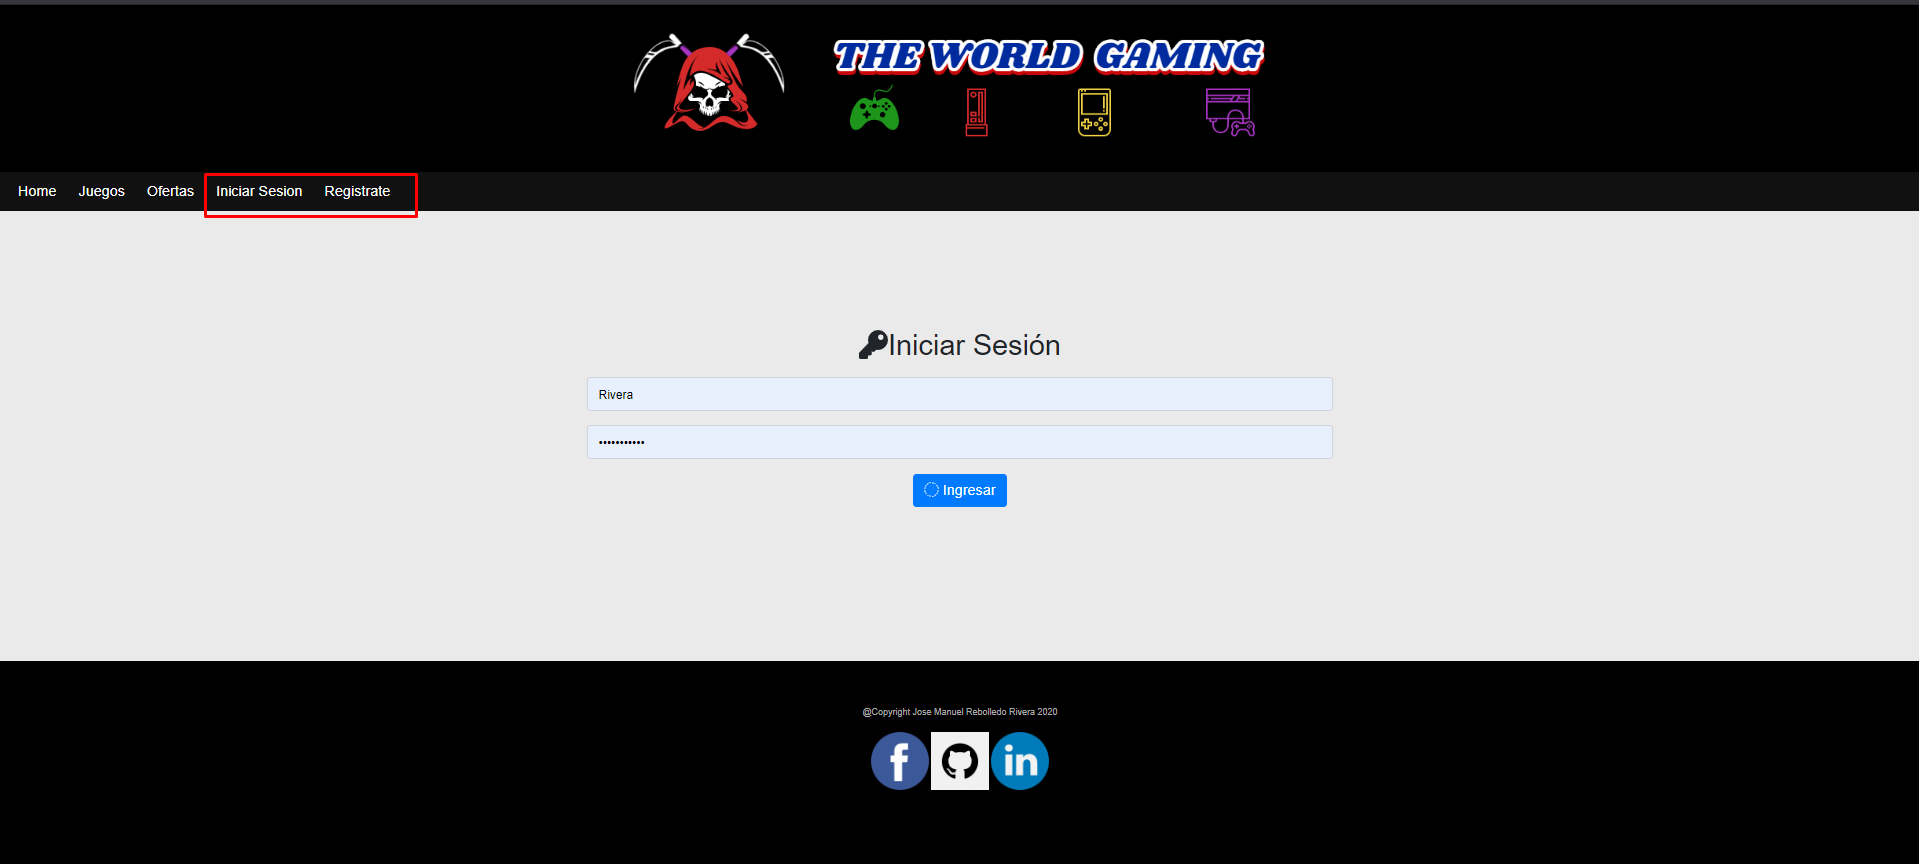 THE WORLD GAMING
Home Juegos Ofertas Iniciar Sesion Registrate
Iniciar Sesión
Rivera
•••••••••••
Ingresar
@Copyright Jose Manuel Rebolledo Rivera 2020
f
in